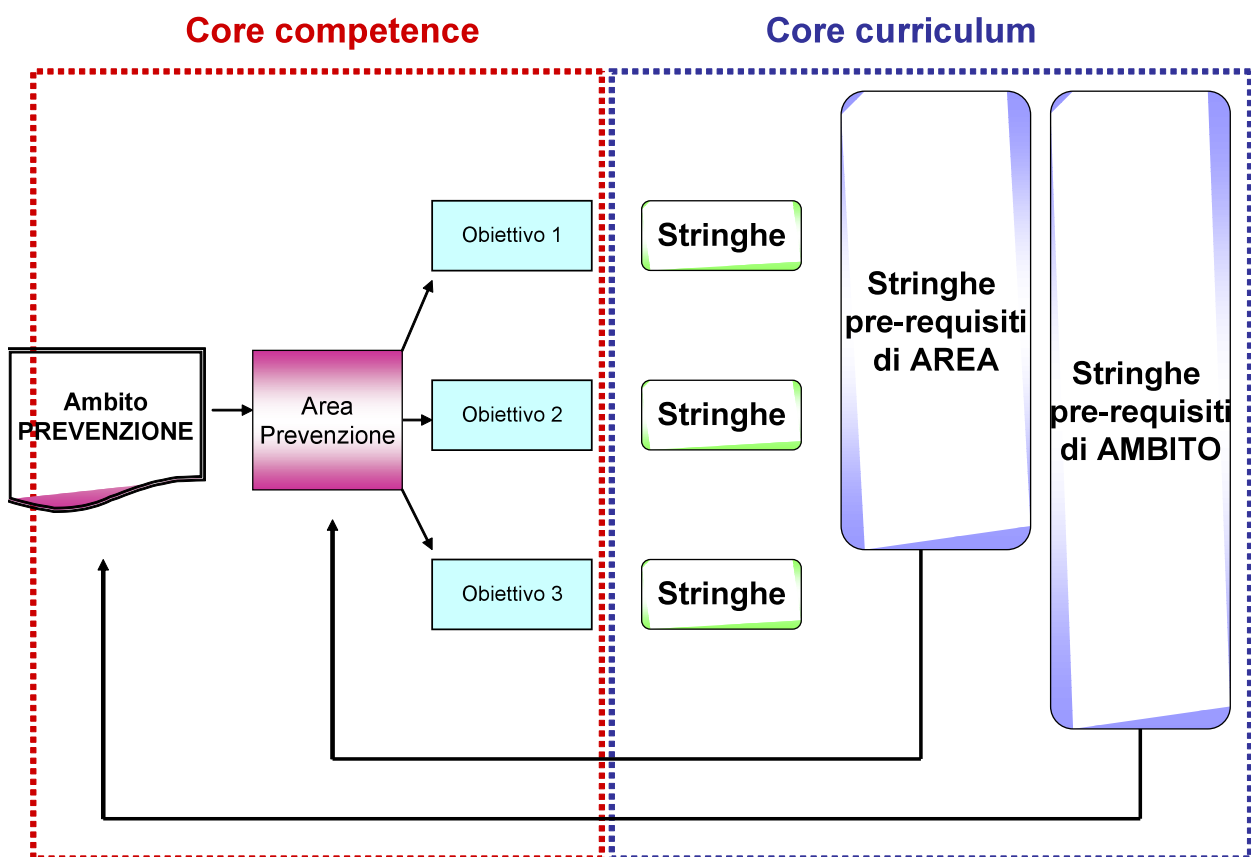 Core competence
Core curriculum
Obiettivo 1
Stringhe
Stringhe
pre-requisiti
di AREA
Stringhe
pre-requisiti
di AMBITO
Ambito
PREVENZIONE
Area
Prevenzione
Obiettivo 2
Stringhe
Obiettivo 3
Stringhe